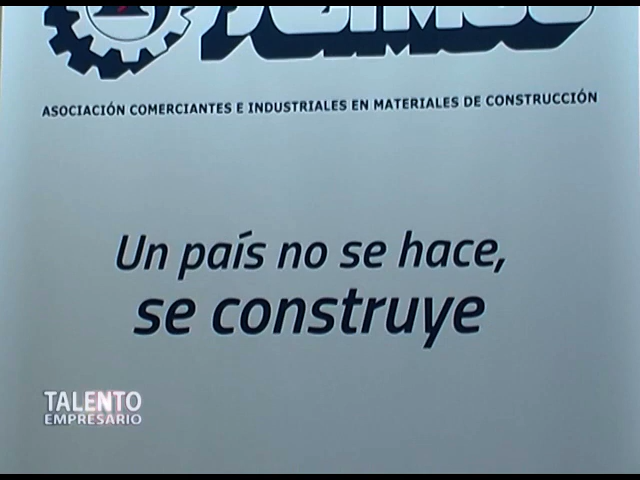 ASOCIACIÓN COMERCIANTES E INDUSTRIALES EN MATERIALES DE CONSTRUCCIÓN
Un país no se hace,
se construye
TALENTO
EMPRESARIO